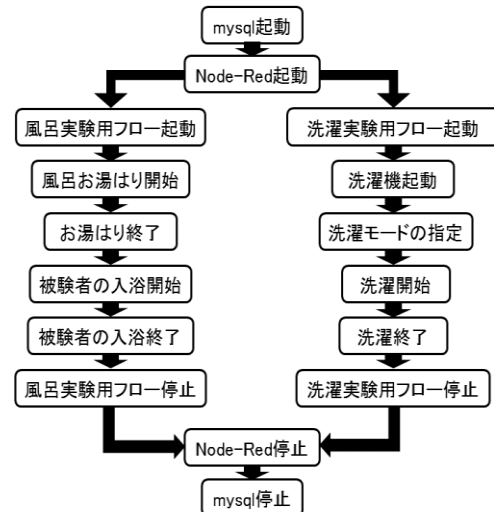 mysql起動
Node-Red起動
風呂実験用フロー起動
風呂お湯はり開始
お湯はり終了
被験者の入浴開始
被験者の入浴終了
風呂実験用フロー停止
洗濯実験用フロー起動
洗濯機起動
洗濯モードの指定
洗濯開始
洗濯終了
洗濯実験用フロー停止
Node-Red停止
mysql停止